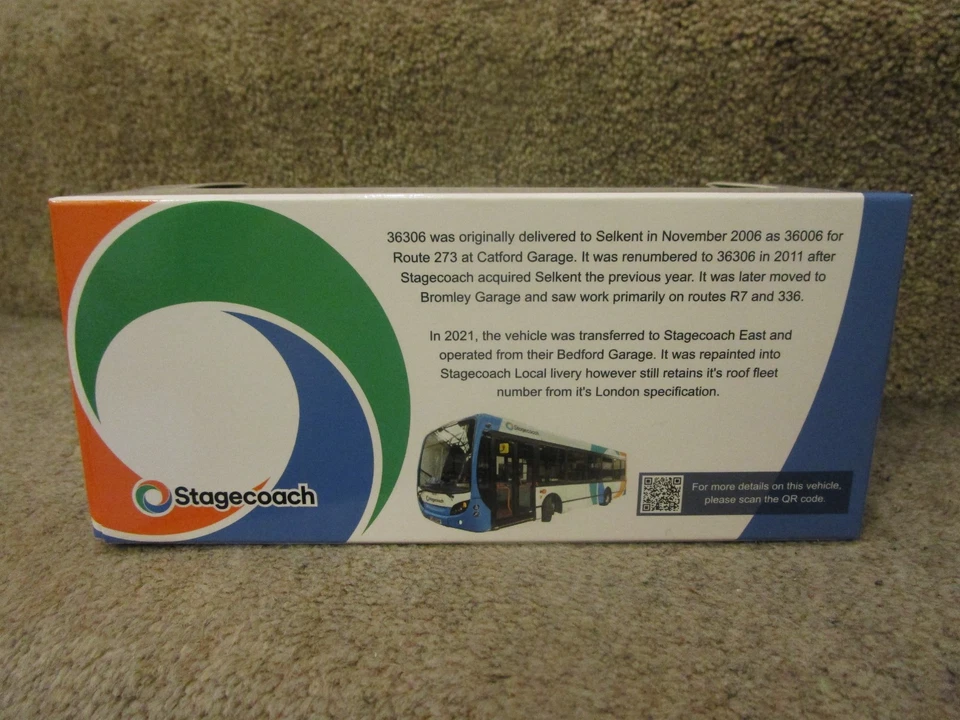 36306 was originally delivered to Selkent in November 2006 as 36006 for
Route 273 at Catford Garage. It was renumbered to 36306 in 2011 after
Stagecoach acquired Selkent the previous year. It was later moved to
Bromley Garage and saw work primarily on routes R7 and 336.
In 2021, the vehicle was transferred to Stagecoach East and
operated from their Bedford Garage. It was repainted into
Stagecoach Local livery however still retains it's roof fleet
number from it's London specification.
Stagecoach
Stagecoach
For more details on this vehicle,
please scan the QR code.